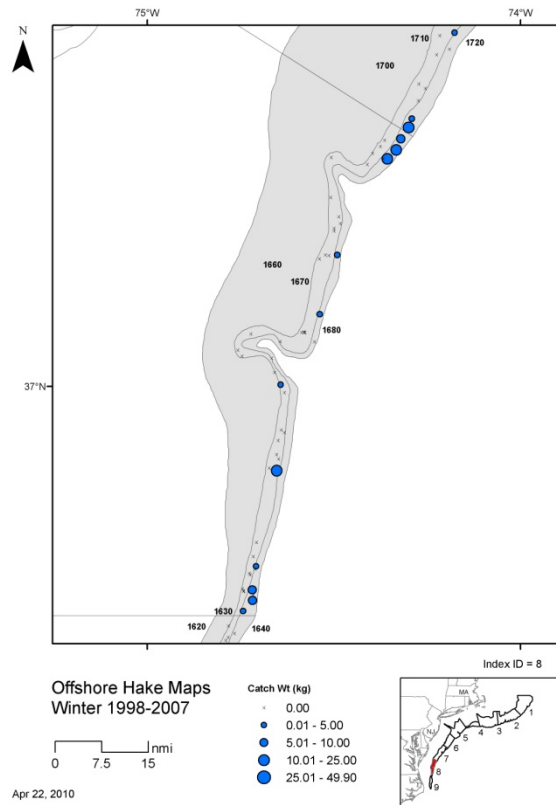 75°W
74°W
N
1710
1720
1700
1660
1670
1680
37°N
1630
1620
1640
Index ID = 8
Offshore Hake Maps
Winter 1998-2007
0 7.5 15 nmi
Apr 22, 2010
Catch Wt (kg)
0.00
0.01 - 5.00
5.01 - 10.00
10.01 - 25.00
25.01 - 49.90
MA
NJ
1
2
3
4
5
6
7
8
9